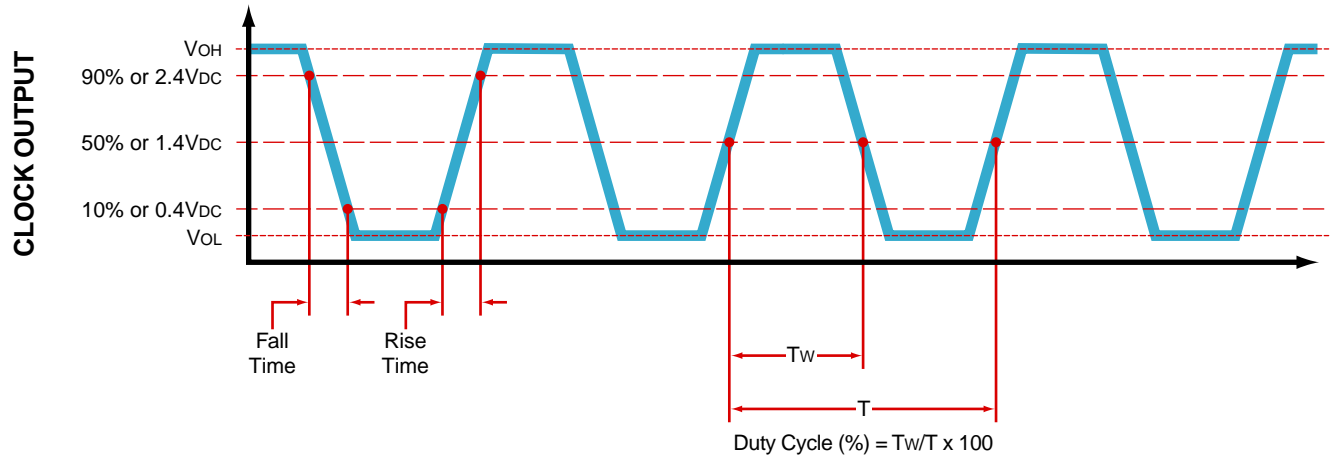 CLOCK OUTPUT
VOH
90% or 2.4VDC
50% or 1.4VDC
10% or 0.4VDC
VOL
Fall
Time
Rise
Time
TW
T
Duty Cycle (%) = TW/T x 100